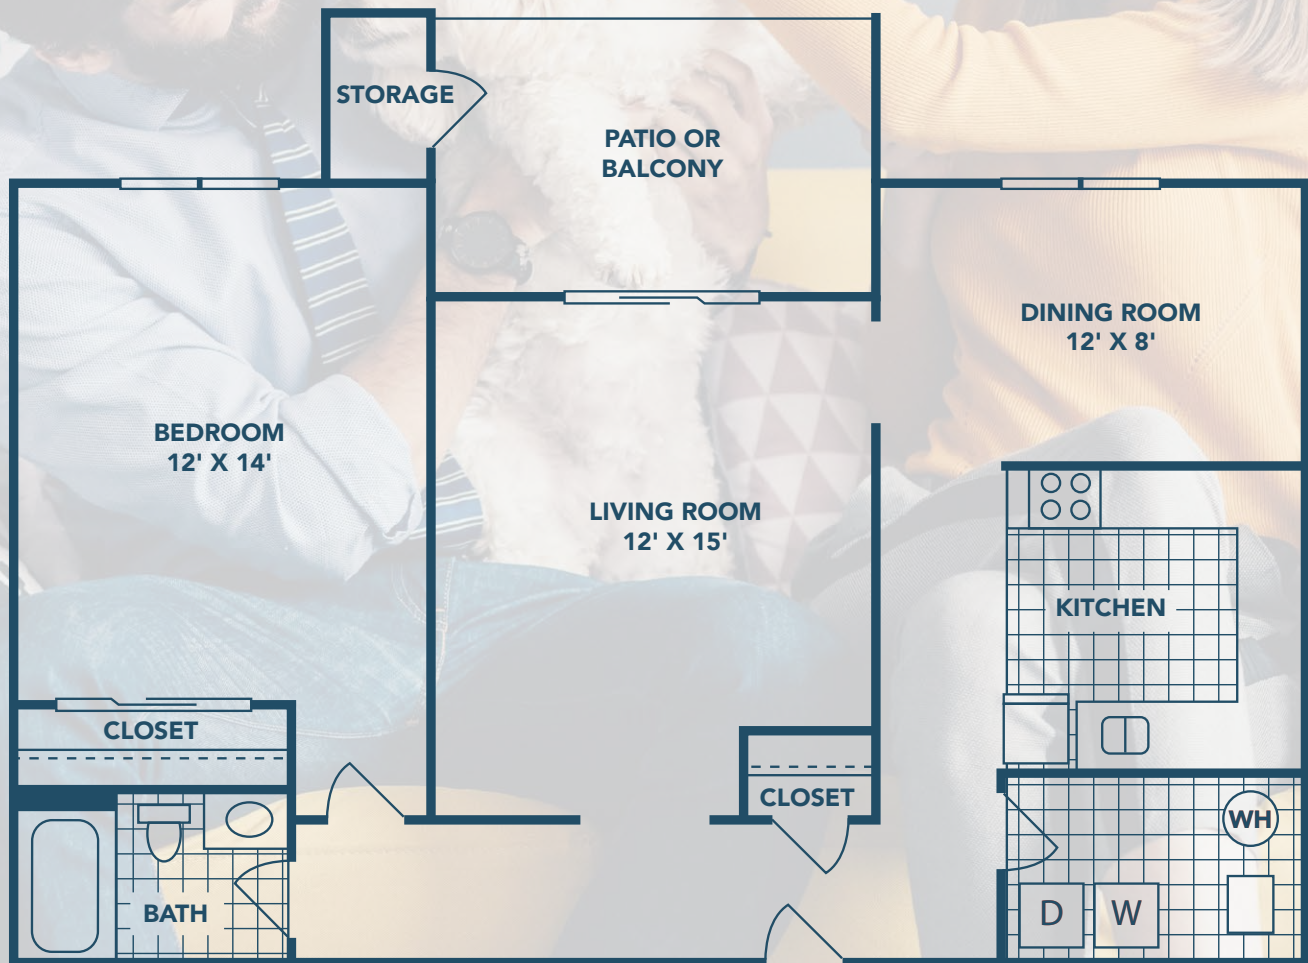 STORAGE
PATIO OR
BALCONY
DINING ROOM
12' X 8'
BEDROOM
12' X 14'
LIVING ROOM
12' X 15'
KITCHEN
CLOSET
CLOSET
WH
BATH
D
W